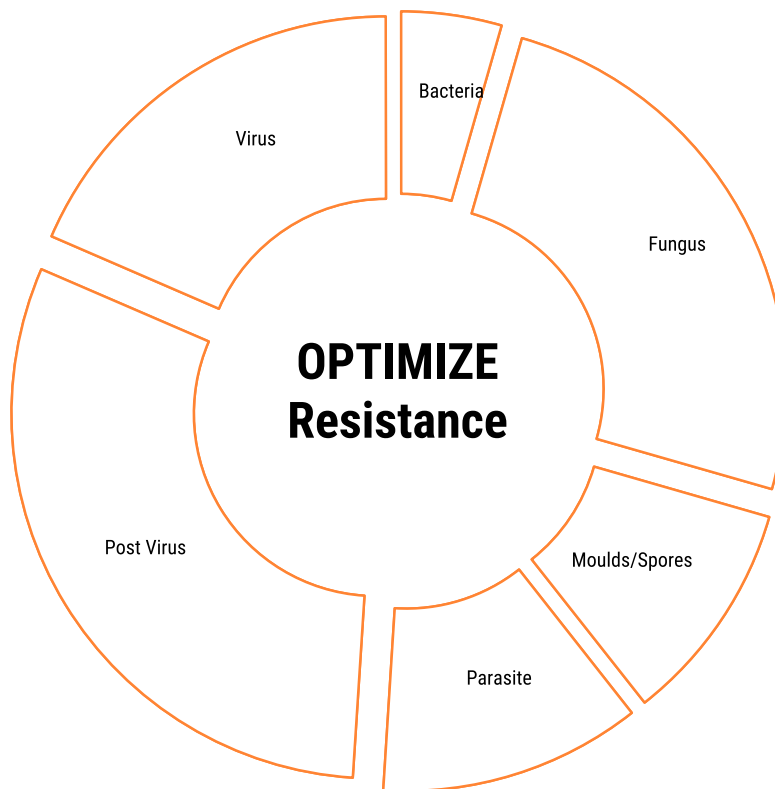 Bacteria
Virus
Fungus
OPTIMIZE
Resistance
Post Virus
Moulds/Spores
Parasite